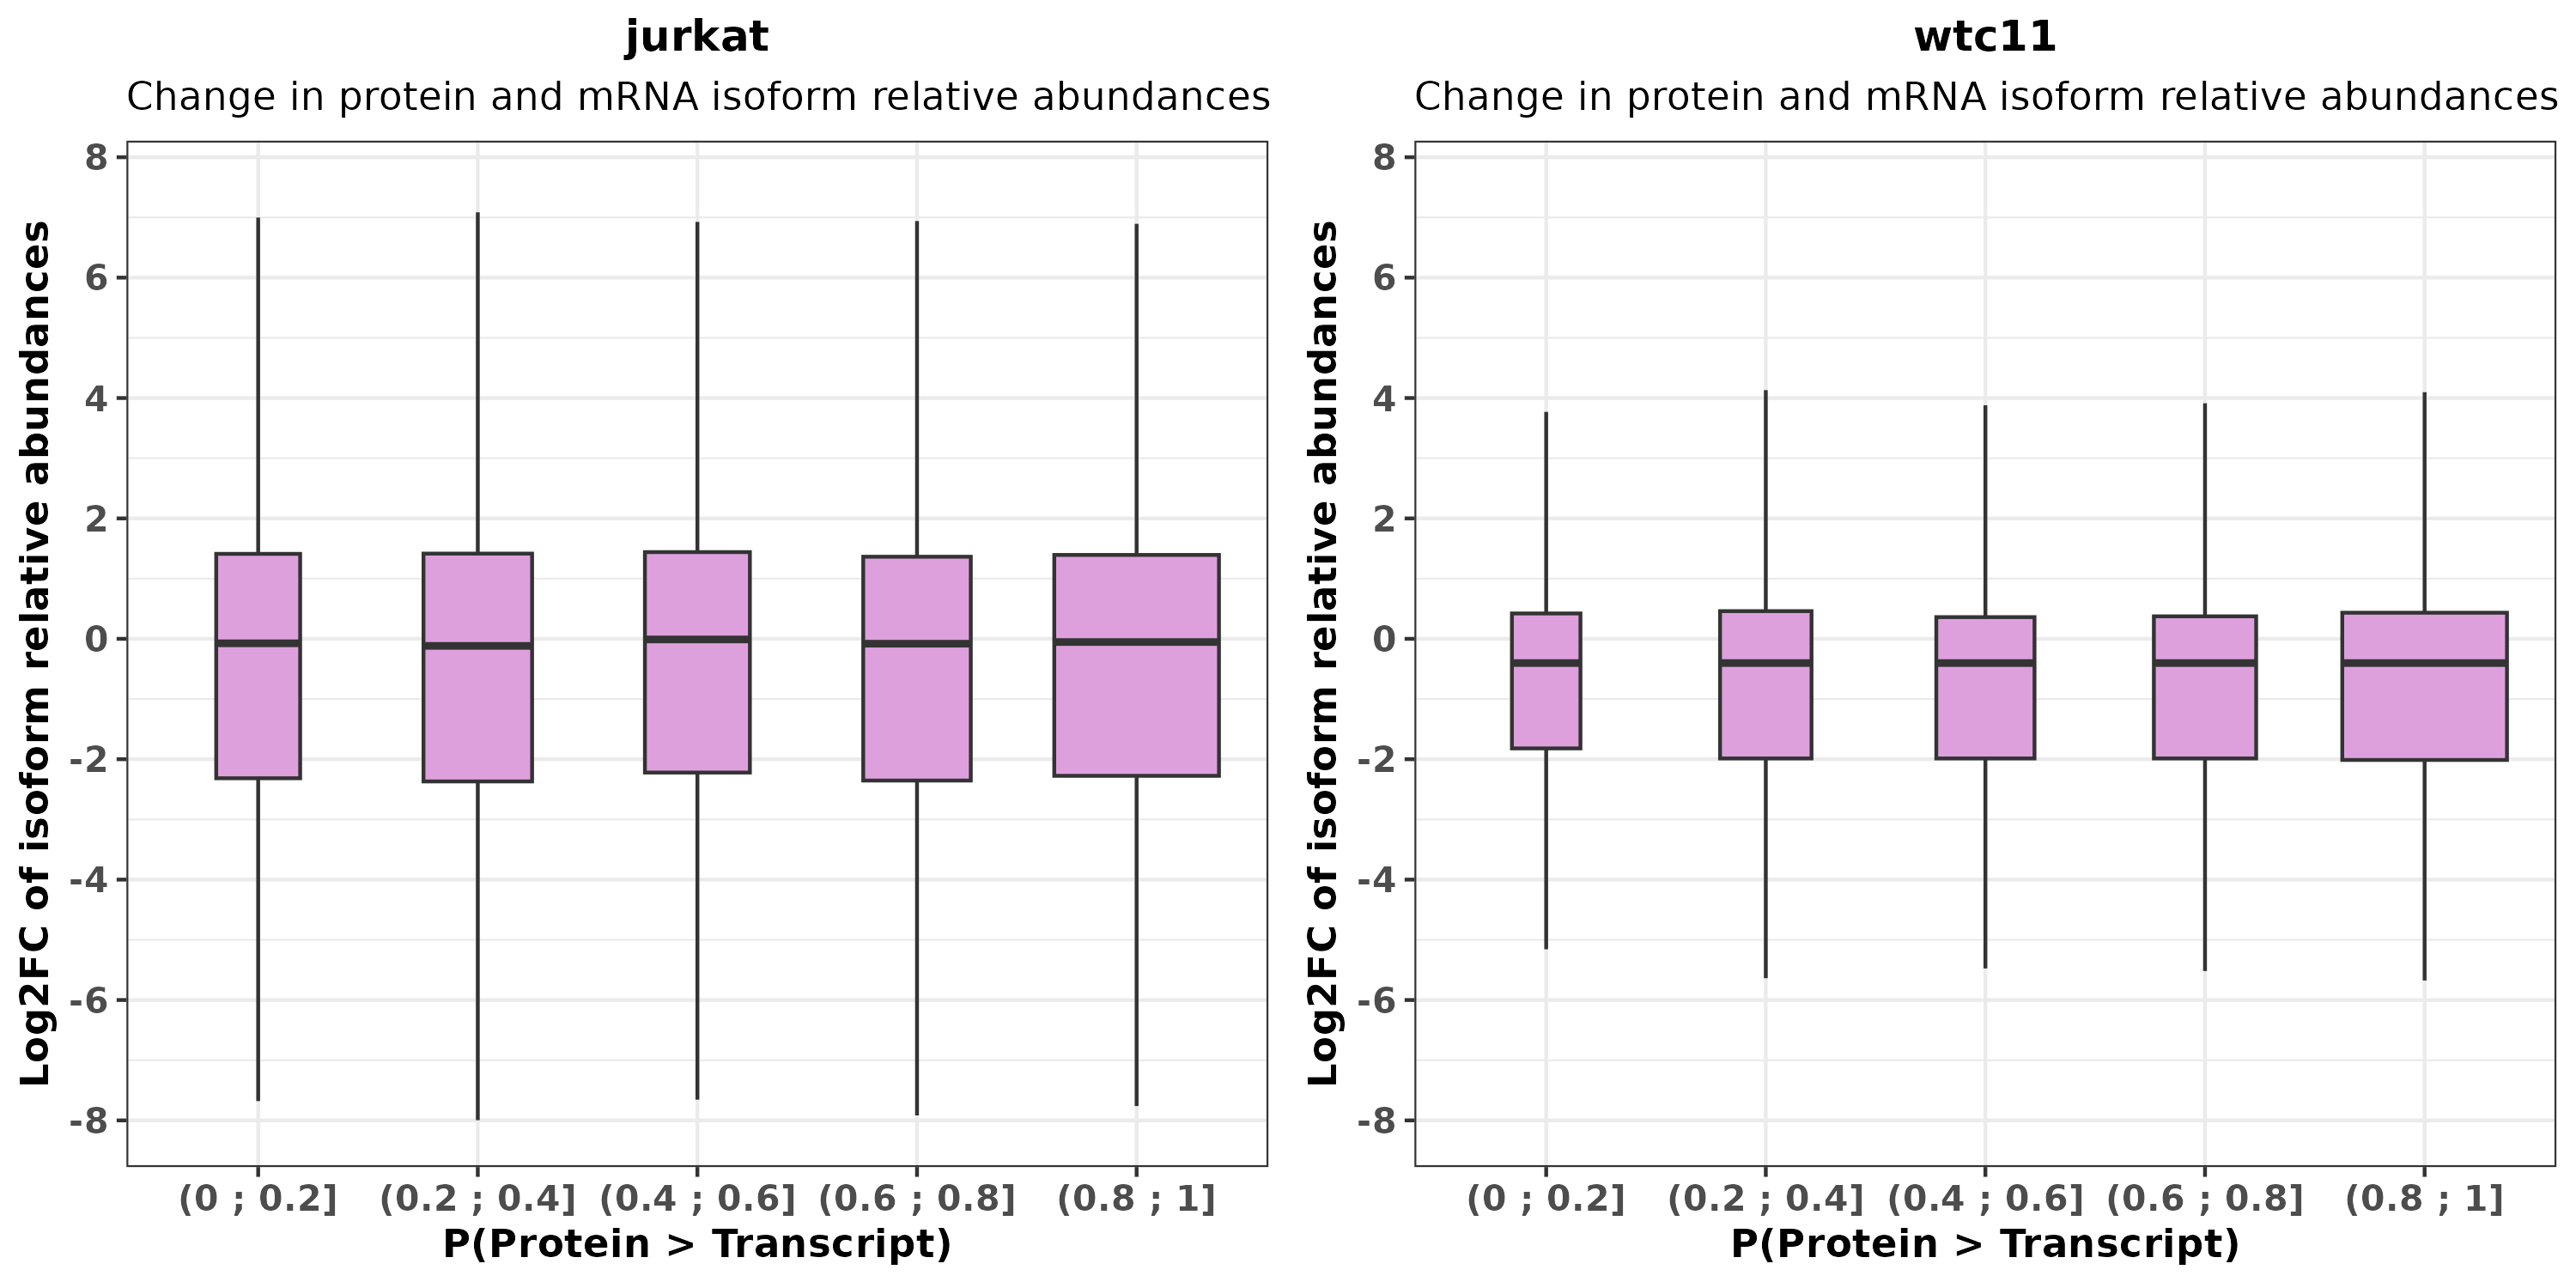 jurkat
Change in protein and mRNA isoform relative abundances
Log2FC of isoform relative abundances
8
6
4
2
0
-2
-4
-6
-8
(0 ; 0.2] (0.2 ; 0.4] (0.4 ; 0.6] (0.6 ; 0.8] (0.8 ; 1]
P(Protein > Transcript)
wtc11
Change in protein and mRNA isoform relative abundances
Log2FC of isoform relative abundances
8
6
4
2
0
-2
-4
-6
-8
(0 ; 0.2] (0.2 ; 0.4] (0.4 ; 0.6] (0.6 ; 0.8] (0.8 ; 1]
P(Protein > Transcript)